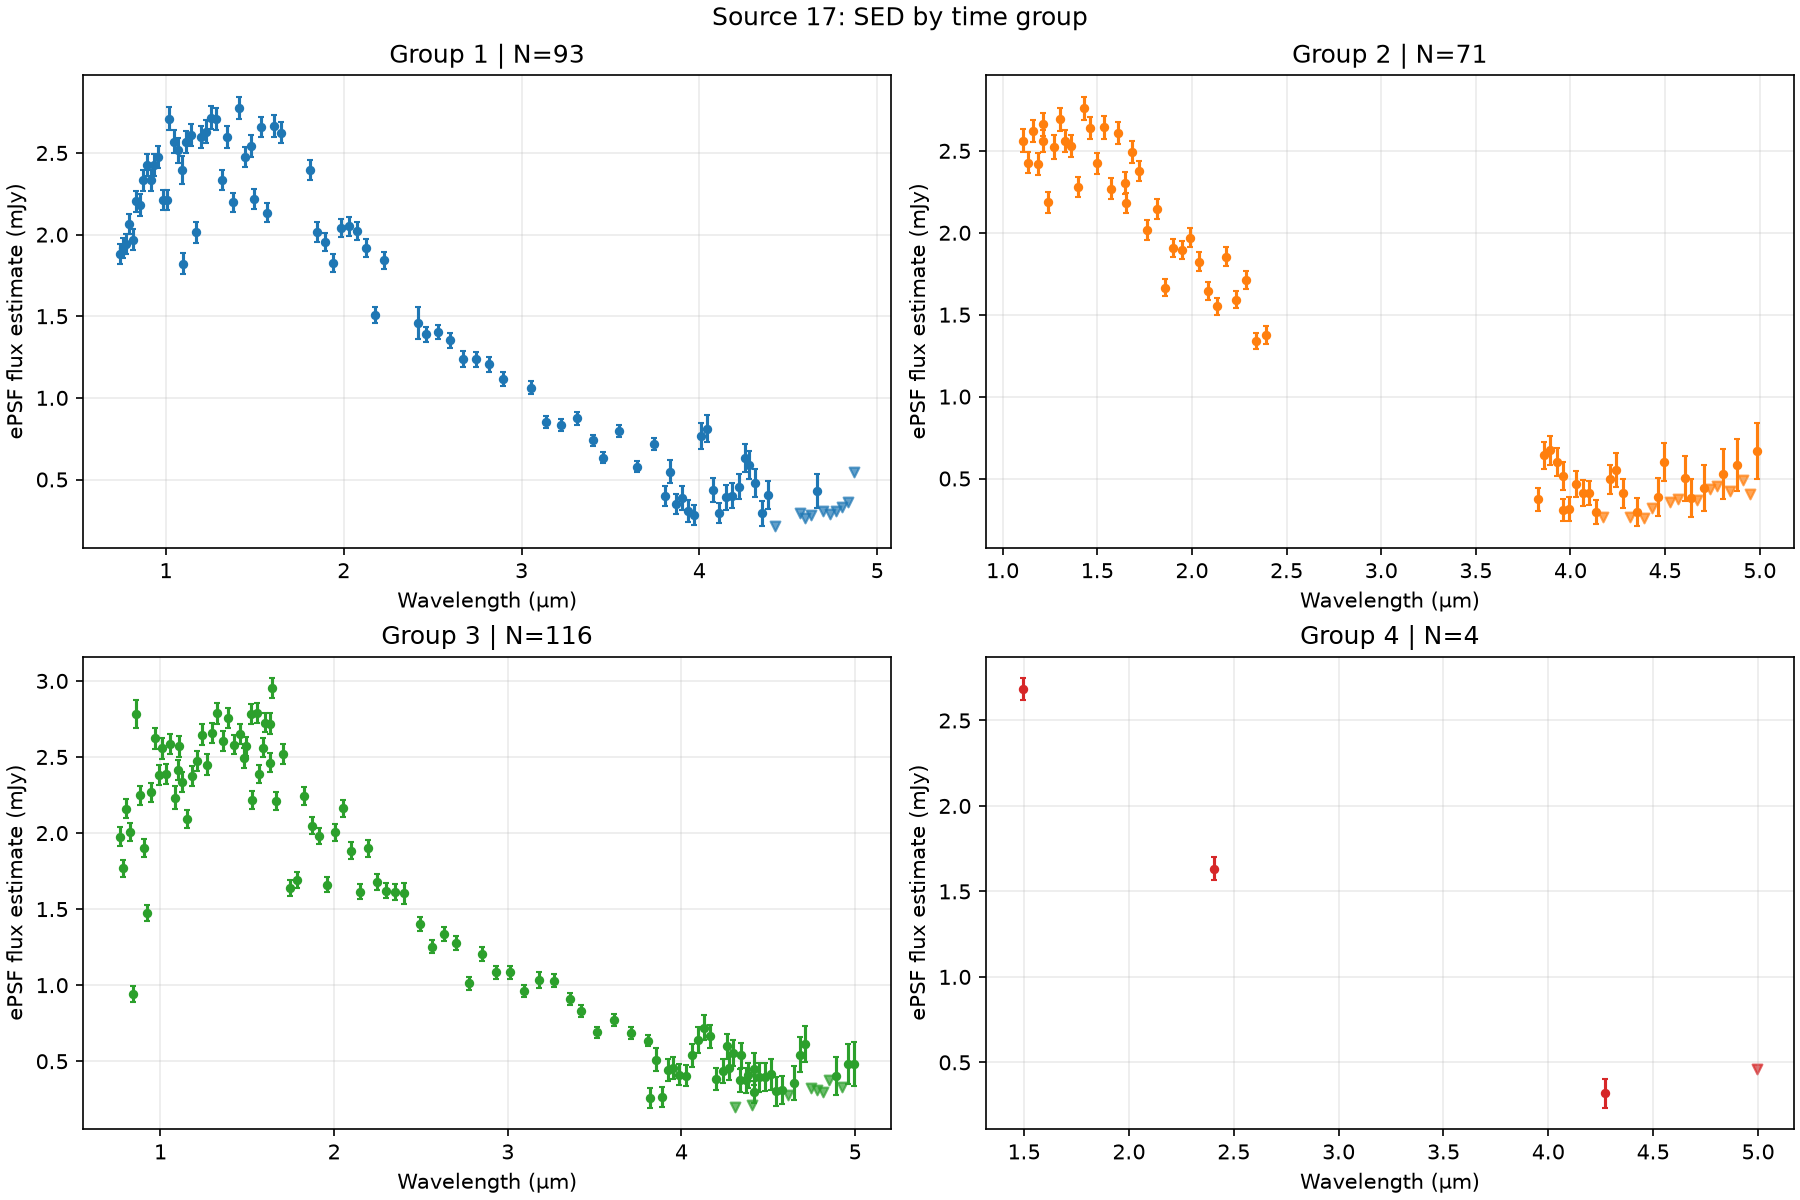 Source 17: SED by time group
Group 1 | N=93
ePSF flux estimate (mJy)
2.5
2.0
1.5
1.0
0.5
1 2 3 4 5
Wavelength (μm)
Group 2 | N=71
ePSF flux estimate (mJy)
2.5
2.0
1.5
1.0
0.5
1.0 1.5 2.0 2.5 3.0 3.5 4.0 4.5 5.0
Wavelength (μm)
Group 3 | N=116
ePSF flux estimate (mJy)
3.0
2.5
2.0
1.5
1.0
0.5
1 2 3 4 5
Wavelength (μm)
Group 4 | N=4
ePSF flux estimate (mJy)
2.5
2.0
1.5
1.0
0.5
1.5 2.0 2.5 3.0 3.5 4.0 4.5 5.0
Wavelength (μm)